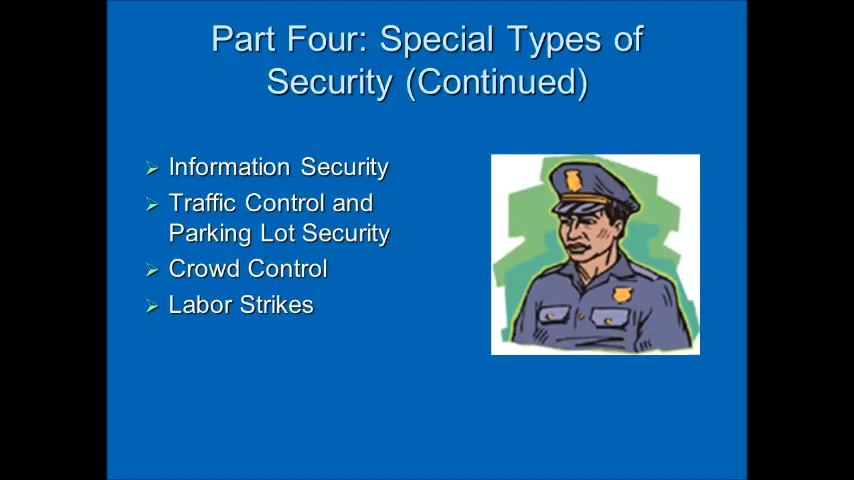 Part Four: Special Types of
Security (Continued)
Information Security
Traffic Control and
Parking Lot Security
Crowd Control
Labor Strikes